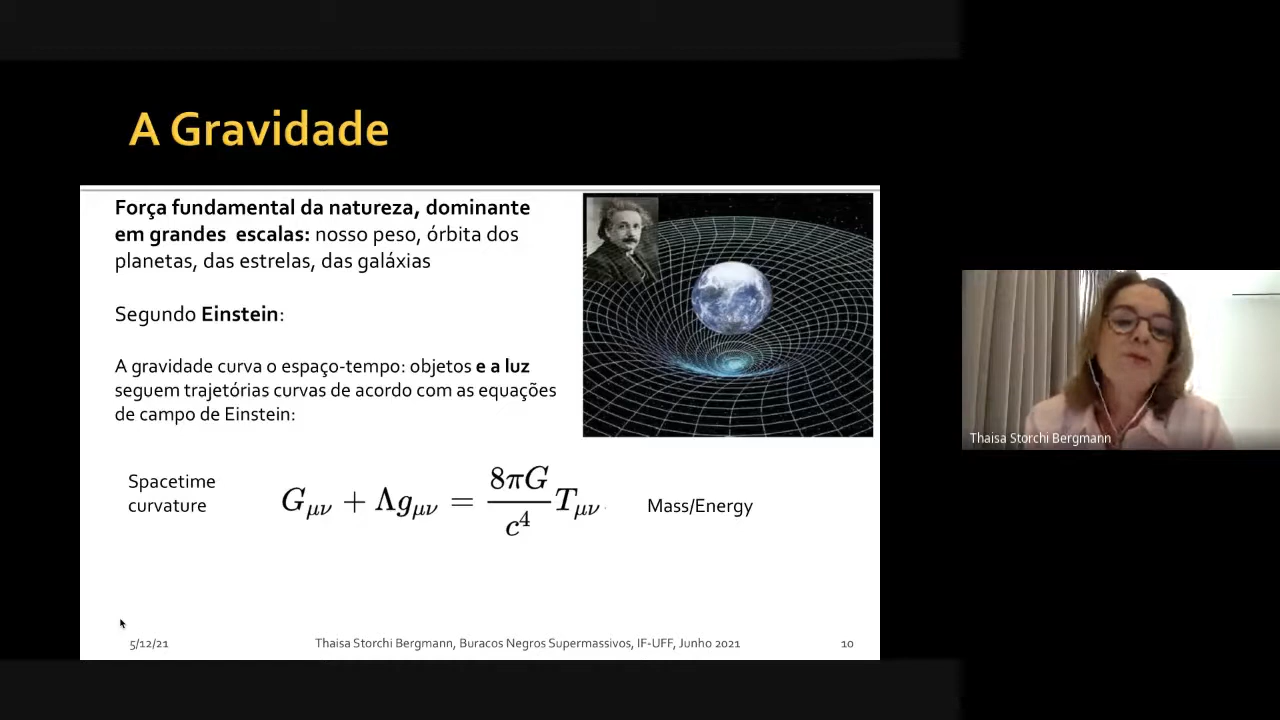 A Gravidade
Força fundamental da natureza, dominante
em grandes escalas: nosso peso, órbita dos
planetas, das estrelas, das galáxias
Segundo Einstein:
A gravidade curva o espaço-tempo: objetos e a luz
seguem trajetórias curvas de acordo com as equações
de campo de Einstein:
Spacetime
curvature
G_{μν} + Λg_{μν} = \frac{8πG}{c^4} T_{μν}
Mass/Energy
5/12/21
Thaisa Storchi Bergmann, Buracos Negros Supermassivos, IF-UFF, Junho 2021
10
Thaisa Storchi Bergmann